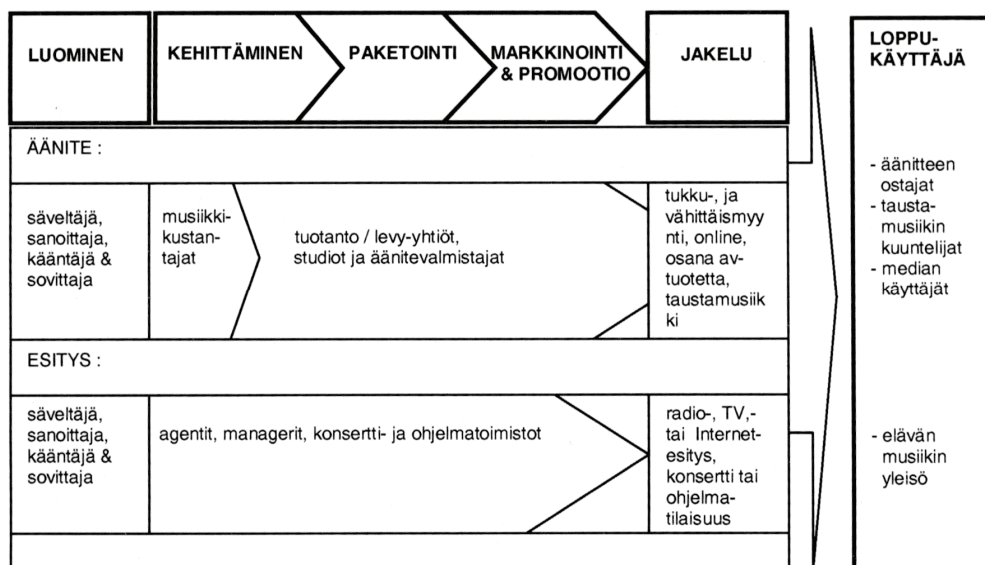 LUOMINEN
KEHITTÄMINEN
PAKETOINTI
MARKKINOINTI
& PROMOOTIO
JAKELU
LOPPU-
KÄYTTÄJÄ
ÄÄNITE :
säveltäjä,
sanoittaja,
kääntäjä &
sovittaja
musiikki-
kustan-
tajat
tuotanto / levy-yhtiöt,
studiot ja äänitevalmistajat
tukku-, ja
vähittäismyy
nti, online,
osana av-
tuotetta,
taustamusiik
ki
- äänitteen
ostajat
- tausta-
musiikin
kuuntelijat
- median
käyttäjät
ESITYS :
säveltäjä,
sanoittaja,
kääntäjä &
sovittaja
agentit, managerit, konsertti- ja ohjelmatoimistot
radio-, TV,-
tai Internet-
esitys,
konsertti tai
ohjelma-
tilaisuus
- elävän
musiikin
yleisö